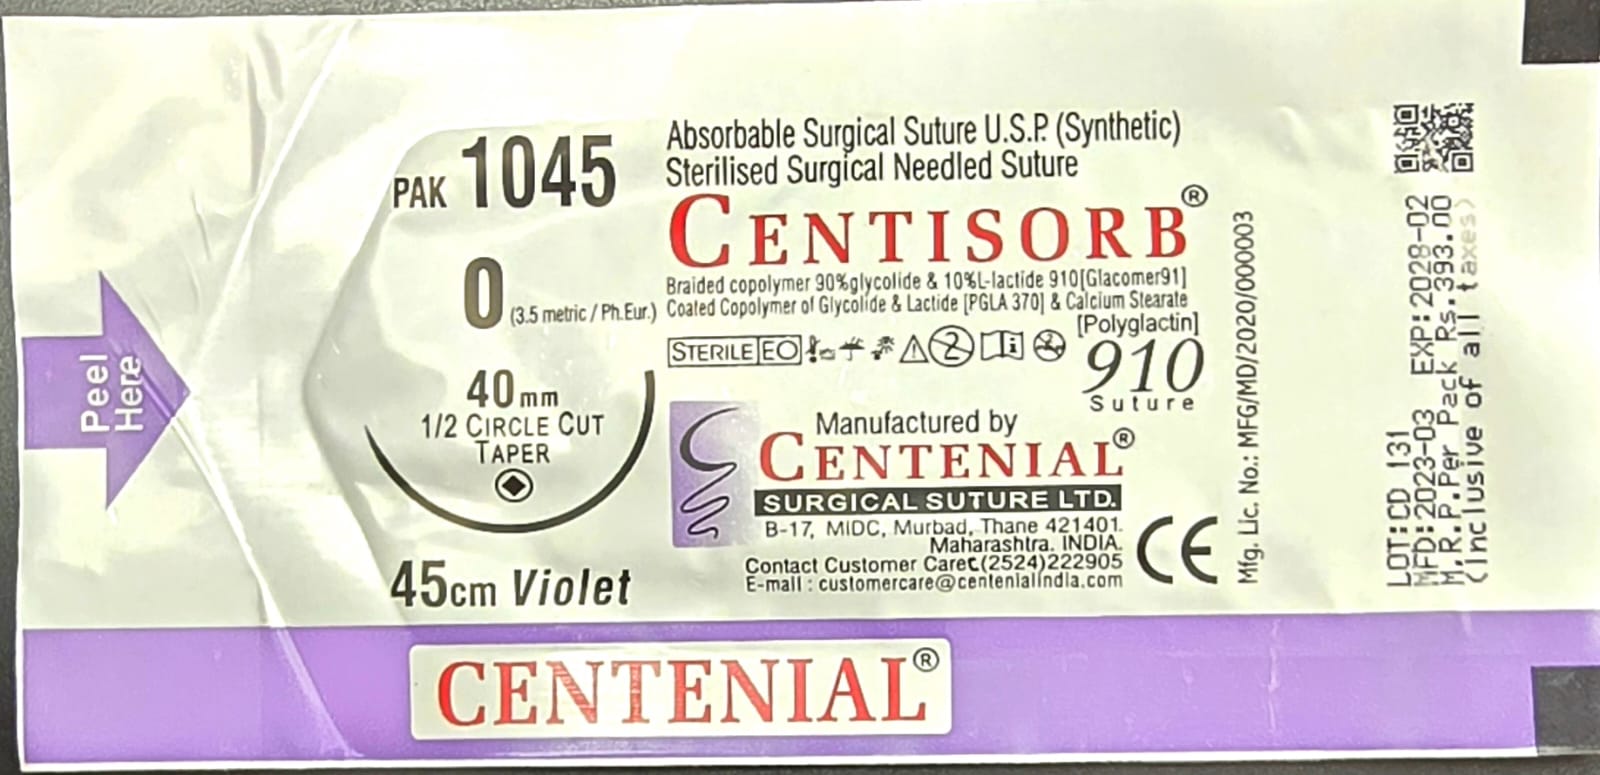 Peel
Here
PAK 1045
0 (3.5 metric / Ph.Eur.)
40mm
1/2 CIRCLE CUT
TAPER
45cm Violet
Absorbable Surgical Suture U.S.P. (Synthetic)
Sterilised Surgical Needled Suture
CENTISORB®
Braided copolymer 90%glycolide & 10%L-lactide 910[Glacomer91]
Coated Copolymer of Glycolide & Lactide [PGLA 370] & Calcium Stearate
[Polyglactin]
STERILE EO 2 i
910
Suture
Manufactured by
CENTENIAL®
SURGICAL SUTURE LTD.
B-17, MIDC, Murbad, Thane 421401.
Maharashtra. INDIA.
Contact Customer Care:(2524)222905
E-mail : customercare@centenialindia.com
CE
Mfg. Lic. No.: MFG/MD/2020/000003
LOT:CD 131
MFD:2023-03 EXP:2028-02
M.R.P.Per Pack Rs.393.00
(Inclusive of all taxes)
CENTENIAL®